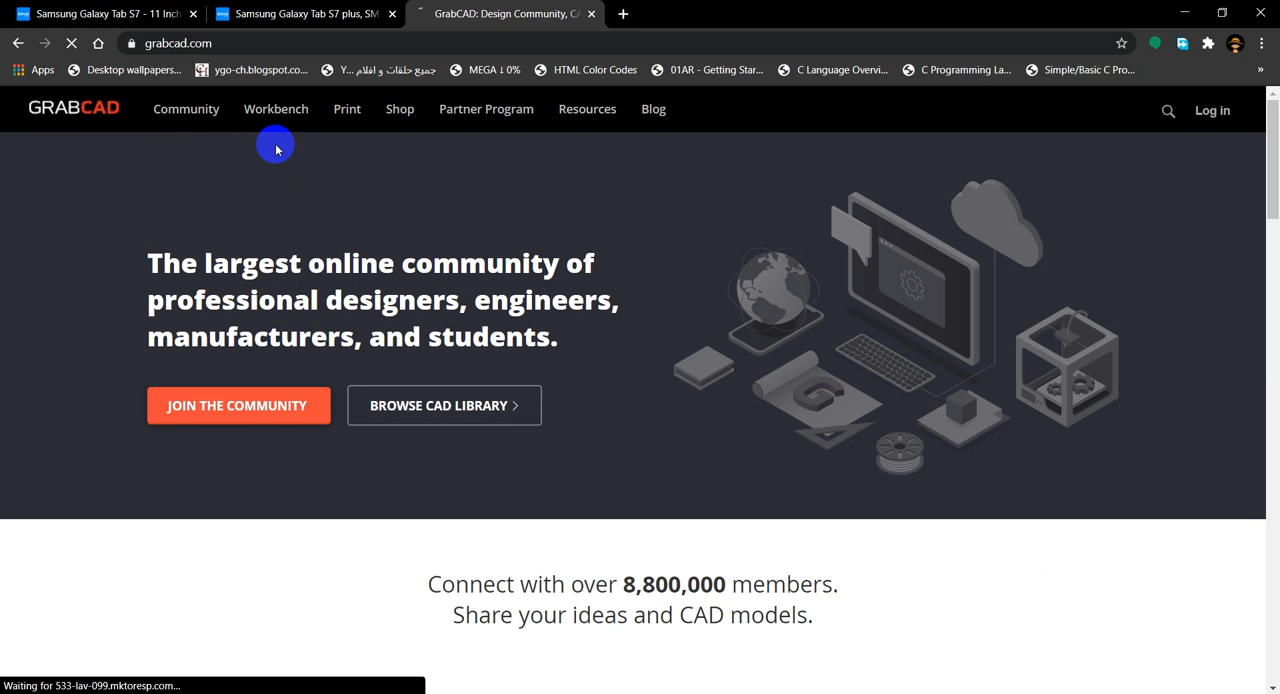 Samsung Galaxy Tab S7 - 11 Inch
Samsung Galaxy Tab S7 plus, SM
GrabCAD: Design Community, CA
grabcad.com
Apps
Desktop wallpapers...
ygo-ch.blogspot.co...
جميع حلقات و افلام ...Y
MEGA ⇓ 0%
HTML Color Codes
01AR - Getting Star...
C Language Overvi...
C Programming La...
Simple/Basic C Pro...
»
GRABCAD
Community
Workbench
Print
Shop
Partner Program
Resources
Blog
Log in
The largest online community of
professional designers, engineers,
manufacturers, and students.
JOIN THE COMMUNITY
BROWSE CAD LIBRARY >
Connect with over 8,800,000 members.
Share your ideas and CAD models.
Waiting for 533-lav-099.mktoresp.com...